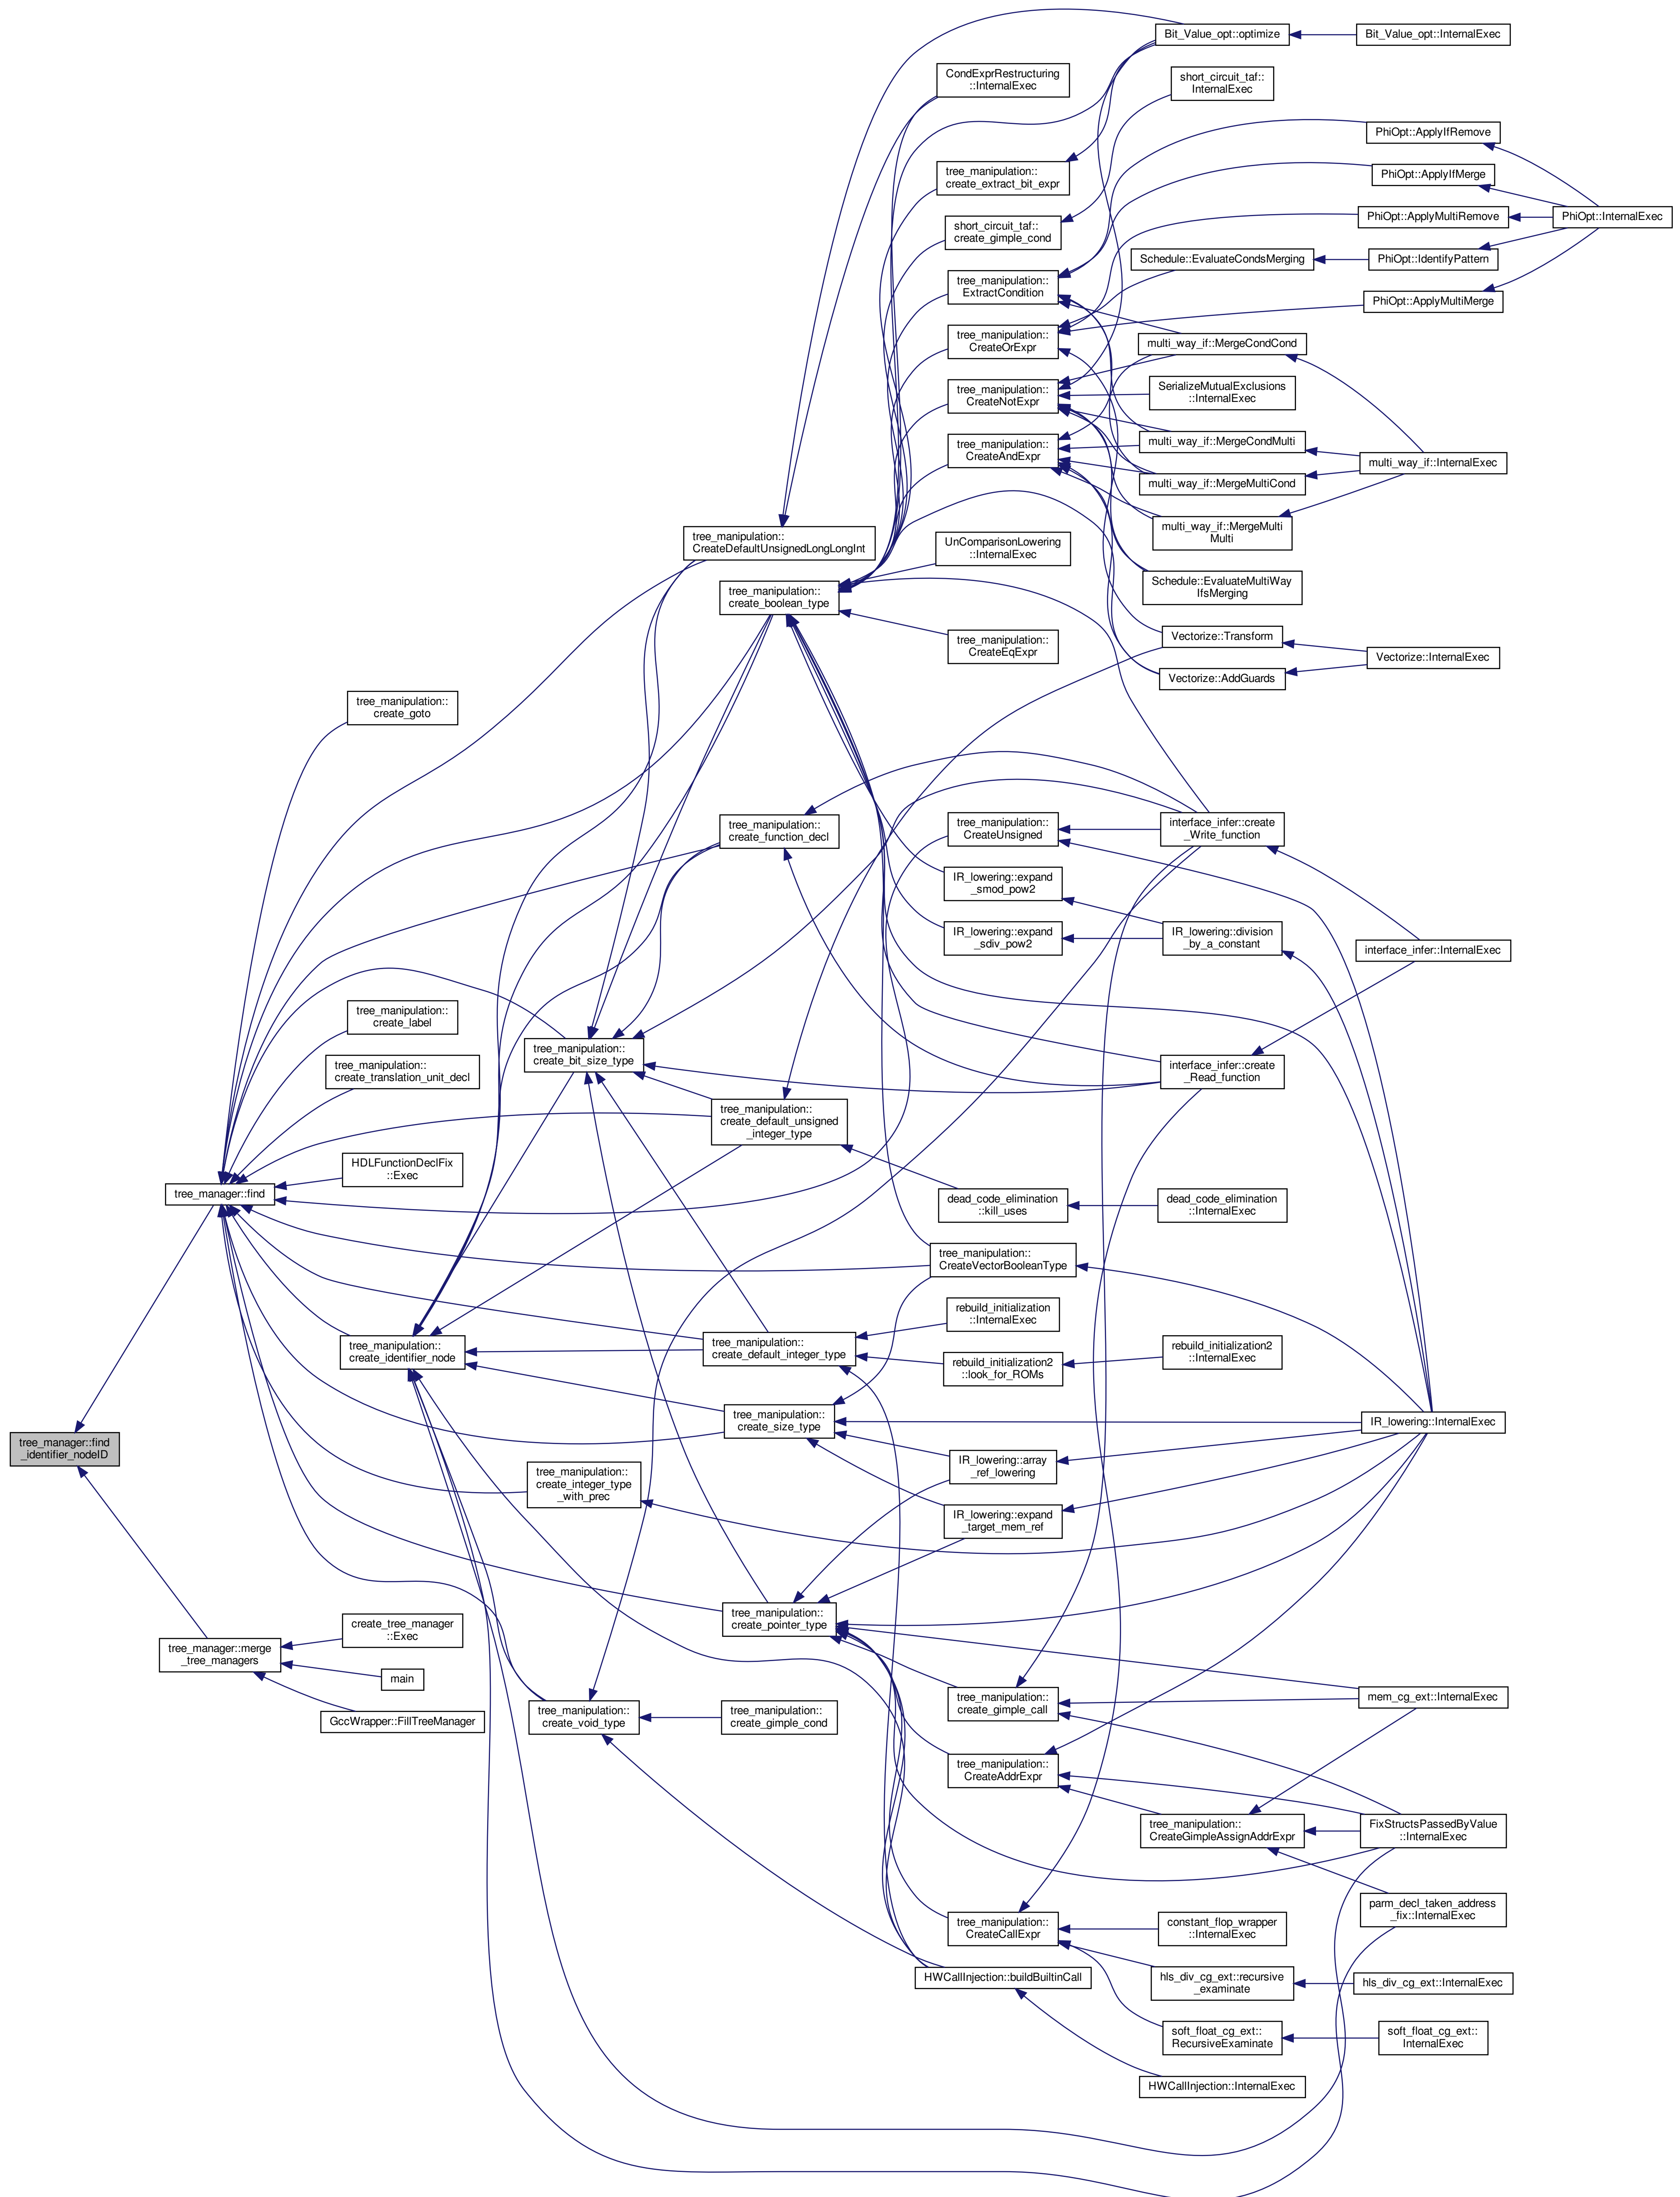 Bit_Value_opt::optimize
Bit_Value_opt::InternalExec
CondExprRestructuring
::InternalExec
short_circuit_taf::
InternalExec
PhiOpt::ApplyIfRemove
tree_manipulation::
create_extract_bit_expr
PhiOpt::ApplyIfMerge
short_circuit_taf::
create_gimple_cond
PhiOpt::ApplyMultiRemove
PhiOpt::InternalExec
Schedule::EvaluateCondsMerging
PhiOpt::IdentifyPattern
tree_manipulation::
ExtractCondition
PhiOpt::ApplyMultiMerge
tree_manipulation::
CreateOrExpr
multi_way_if::MergeCondCond
tree_manipulation::
CreateNotExpr
SerializeMutualExclusions
::InternalExec
tree_manipulation::
CreateAndExpr
multi_way_if::MergeCondMulti
multi_way_if::InternalExec
multi_way_if::MergeMultiCond
multi_way_if::MergeMulti
Multi
tree_manipulation::
CreateDefaultUnsignedLongLongInt
UnComparisonLowering
::InternalExec
Schedule::EvaluateMultiWay
IfsMerging
tree_manipulation::
create_boolean_type
tree_manipulation::
CreateEqExpr
Vectorize::Transform
Vectorize::InternalExec
Vectorize::AddGuards
tree_manipulation::
create_goto
tree_manipulation::
create_function_decl
tree_manipulation::
CreateUnsigned
interface_infer::create
_Write_function
IR_lowering::expand
_smod_pow2
IR_lowering::expand
_sdiv_pow2
IR_lowering::division
_by_a_constant
interface_infer::InternalExec
tree_manipulation::
create_label
tree_manipulation::
create_bit_size_type
tree_manipulation::
create_translation_unit_decl
interface_infer::create
_Read_function
tree_manipulation::
create_default_unsigned
_integer_type
HDLFunctionDeclFix
::Exec
tree_manager::find
dead_code_elimination
::kill_uses
dead_code_elimination
::InternalExec
tree_manipulation::
CreateVectorBooleanType
rebuild_initialization
::InternalExec
tree_manipulation::
create_identifier_node
tree_manipulation::
create_default_integer_type
rebuild_initialization2
::look_for_ROMs
rebuild_initialization2
::InternalExec
tree_manipulation::
create_size_type
IR_lowering::InternalExec
tree_manager::find
_identifier_nodeID
IR_lowering::array
_ref_lowering
tree_manipulation::
create_integer_type
_with_prec
IR_lowering::expand
_target_mem_ref
tree_manipulation::
create_pointer_type
create_tree_manager
::Exec
tree_manager::merge
_tree_managers
main
GccWrapper::FillTreeManager
tree_manipulation::
create_void_type
tree_manipulation::
create_gimple_cond
tree_manipulation::
create_gimple_call
mem_cg_ext::InternalExec
tree_manipulation::
CreateAddrExpr
tree_manipulation::
CreateGimpleAssignAddrExpr
FixStructsPassedByValue
::InternalExec
parm_decl_taken_address
_fix::InternalExec
tree_manipulation::
CreateCallExpr
constant_flop_wrapper
::InternalExec
HWCallInjection::buildBuiltinCall
hls_div_cg_ext::recursive
_examinate
hls_div_cg_ext::InternalExec
soft_float_cg_ext::
RecursiveExaminate
soft_float_cg_ext::
InternalExec
HWCallInjection::InternalExec